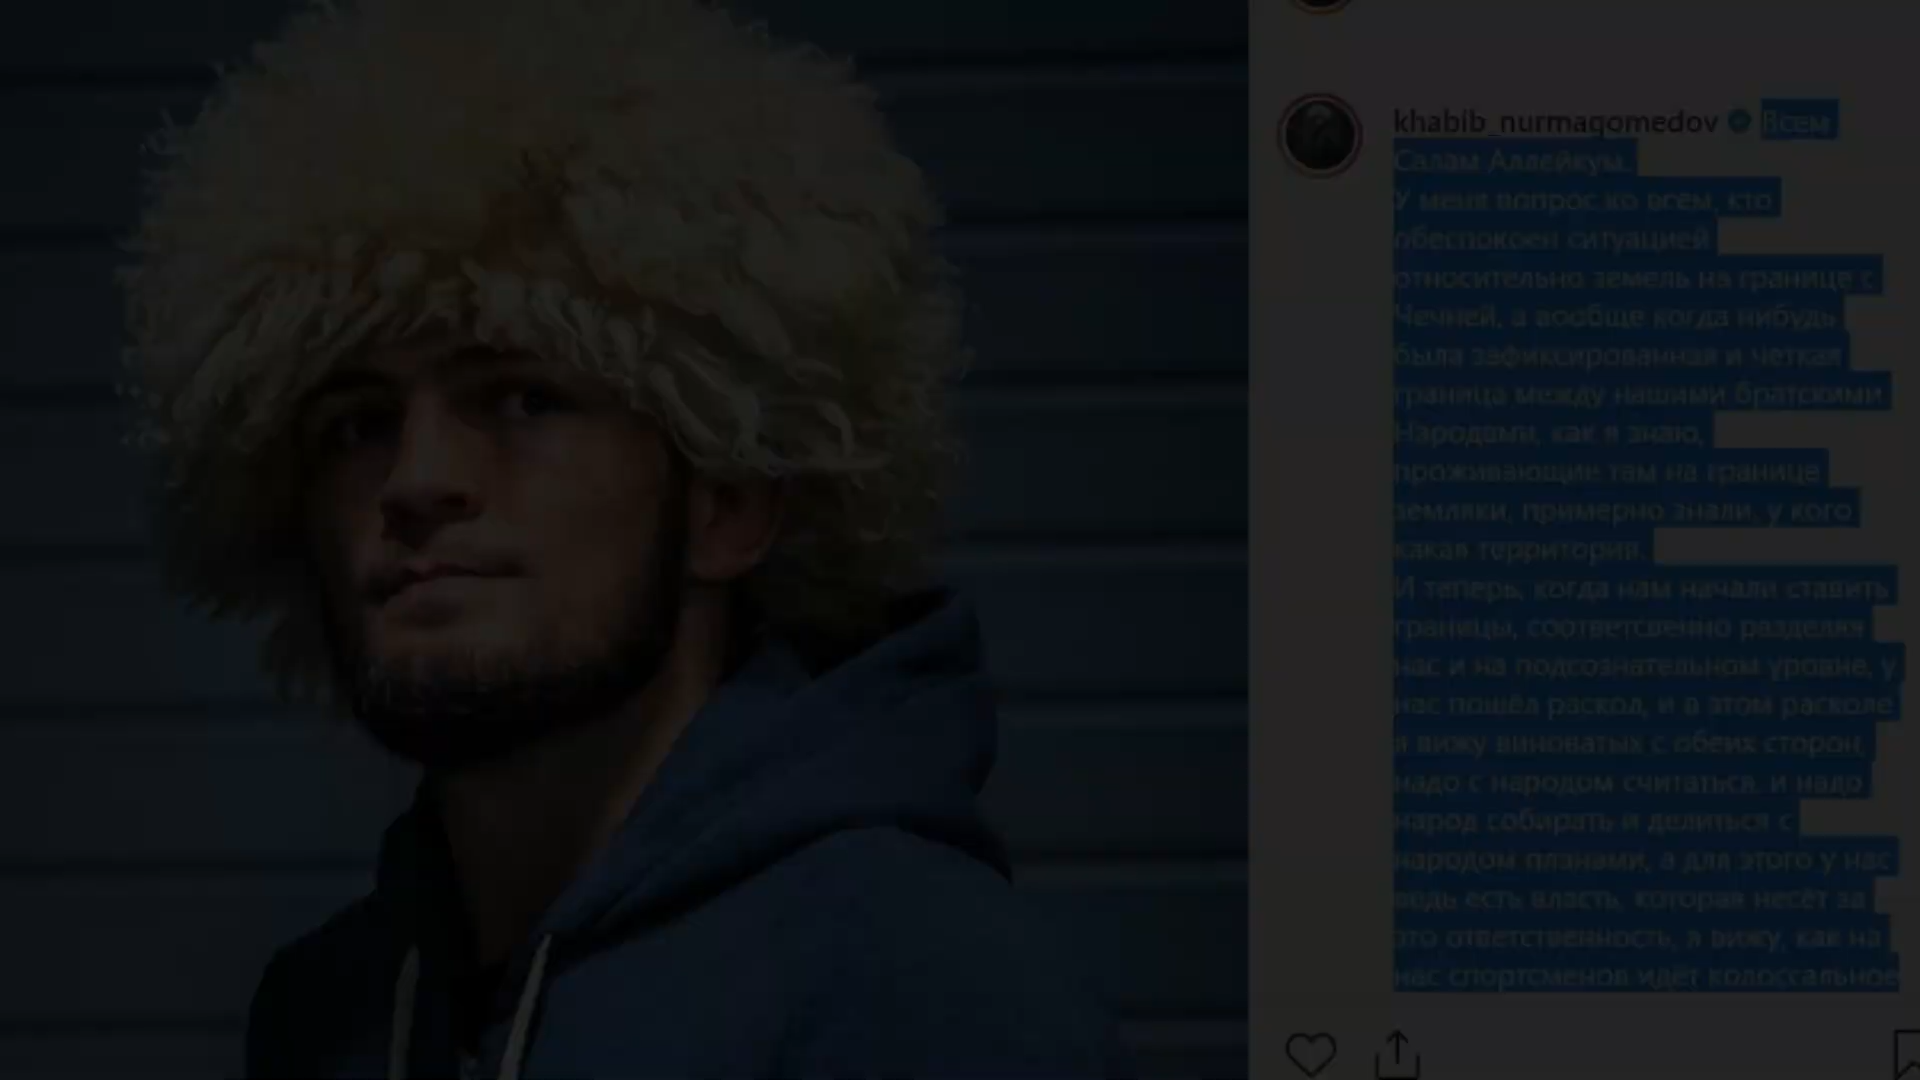 khabib_nurmagomedov Всем
Салам Аллейкум.
У меня вопрос ко всем, кто
обеспокоен ситуацией
относительно земель на границе с
Чечней, а вообще когда нибудь
была зафиксированная и четкая
граница между нашими братскими
Народами, как я знаю,
проживающие там на границе
земляки, примерно знали, у кого
какая территория.
И теперь, когда нам начали ставить
границы, соответсвенно разделяя
нас и на подсознательном уровне, у
нас пошёл раскол, и в этом расколе
я вижу виноватых с обеих сторон,
надо с народом считаться, и надо
народ собирать и делиться с
народом планами, а для этого у нас
ведь есть власть, которая несёт за
это ответственность, я вижу, как на
нас спортсменов идёт колоссальное